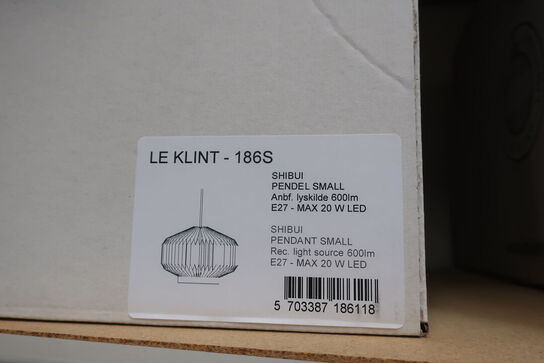 LE KLINT - 186S
SHIBUI
PENDEL SMALL
Anbf. lyskilde 600lm
E27 - MAX 20 W LED
SHIBUI
PENDANT SMALL
Rec. light source 600lm
E27 - MAX 20 W LED
5 703387 186118